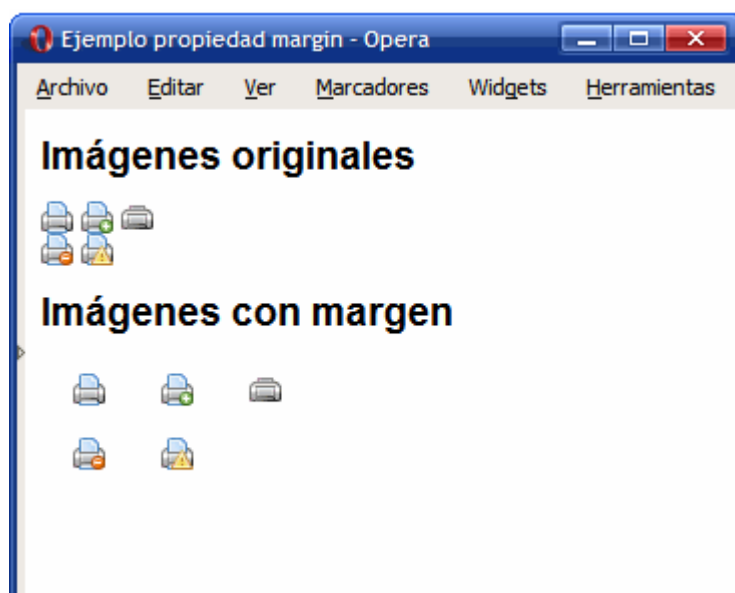 Ejemplo propiedad margin - Opera
Archivo Editar Ver Marcadores Widgets Herramientas
Imágenes originales
Imágenes con margen